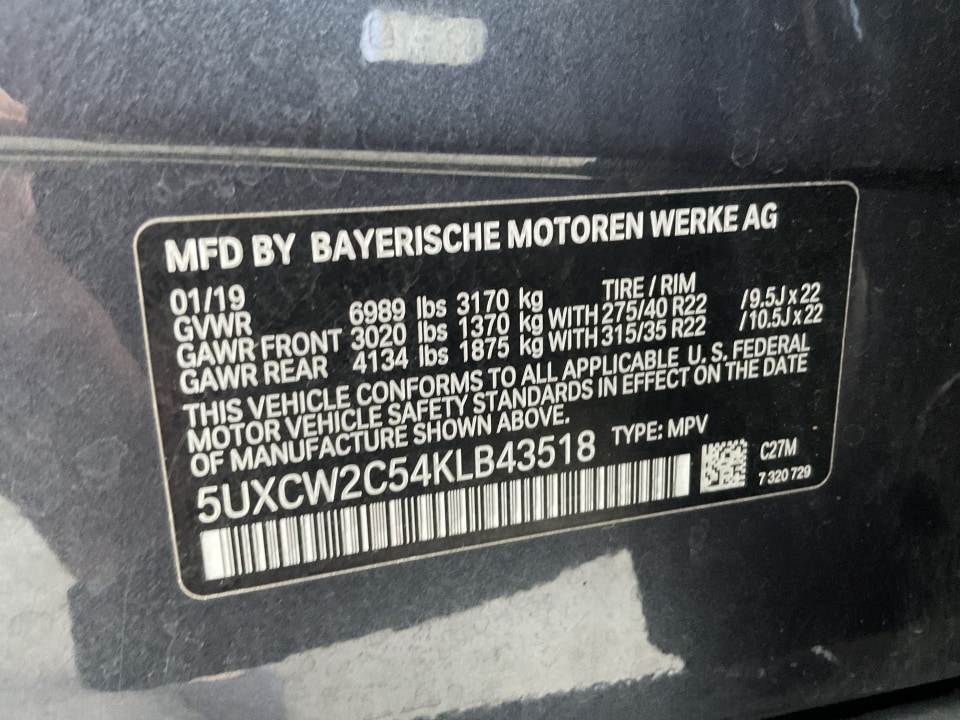 MFD BY BAYERISCHE MOTOREN WERKE AG
01/19 TIRE / RIM
GVWR 6989 lbs 3170 kg
GAWR FRONT 3020 lbs 1370 kg WITH 275/40 R22 /9.5J x 22
GAWR REAR 4134 lbs 1875 kg WITH 315/35 R22 /10.5J x 22
THIS VEHICLE CONFORMS TO ALL APPLICABLE U. S. FEDERAL
MOTOR VEHICLE SAFETY STANDARDS IN EFFECT ON THE DATE
OF MANUFACTURE SHOWN ABOVE.
5UXCW2C54KLB43518 TYPE: MPV
C27M
7 320 729